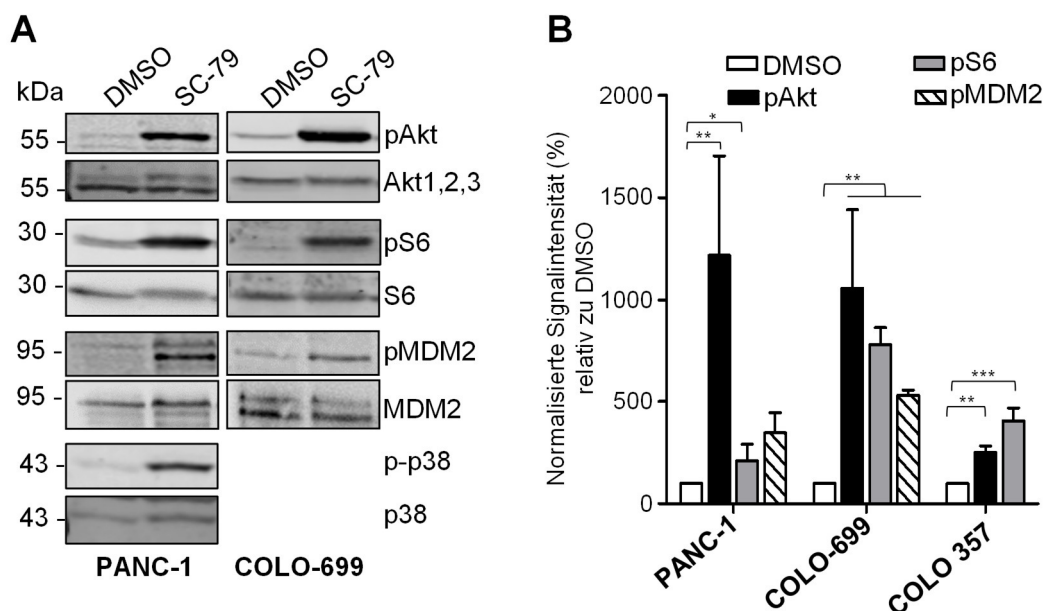 A
DMSO SC-79 DMSO SC-79
kDa
55 - pAkt
55 - Akt1,2,3
30 - pS6
30 - S6
95 - pMDM2
95 - MDM2
43 - p-p38
43 - p38
PANC-1 COLO-699
B
DMSO pS6
pAkt pMDM2
Normalisierte Signalintensität (%)
relativ zu DMSO
2000
1500
1000
500
0
*
**
**
***
**
PANC-1
COLO-699
COLO 357